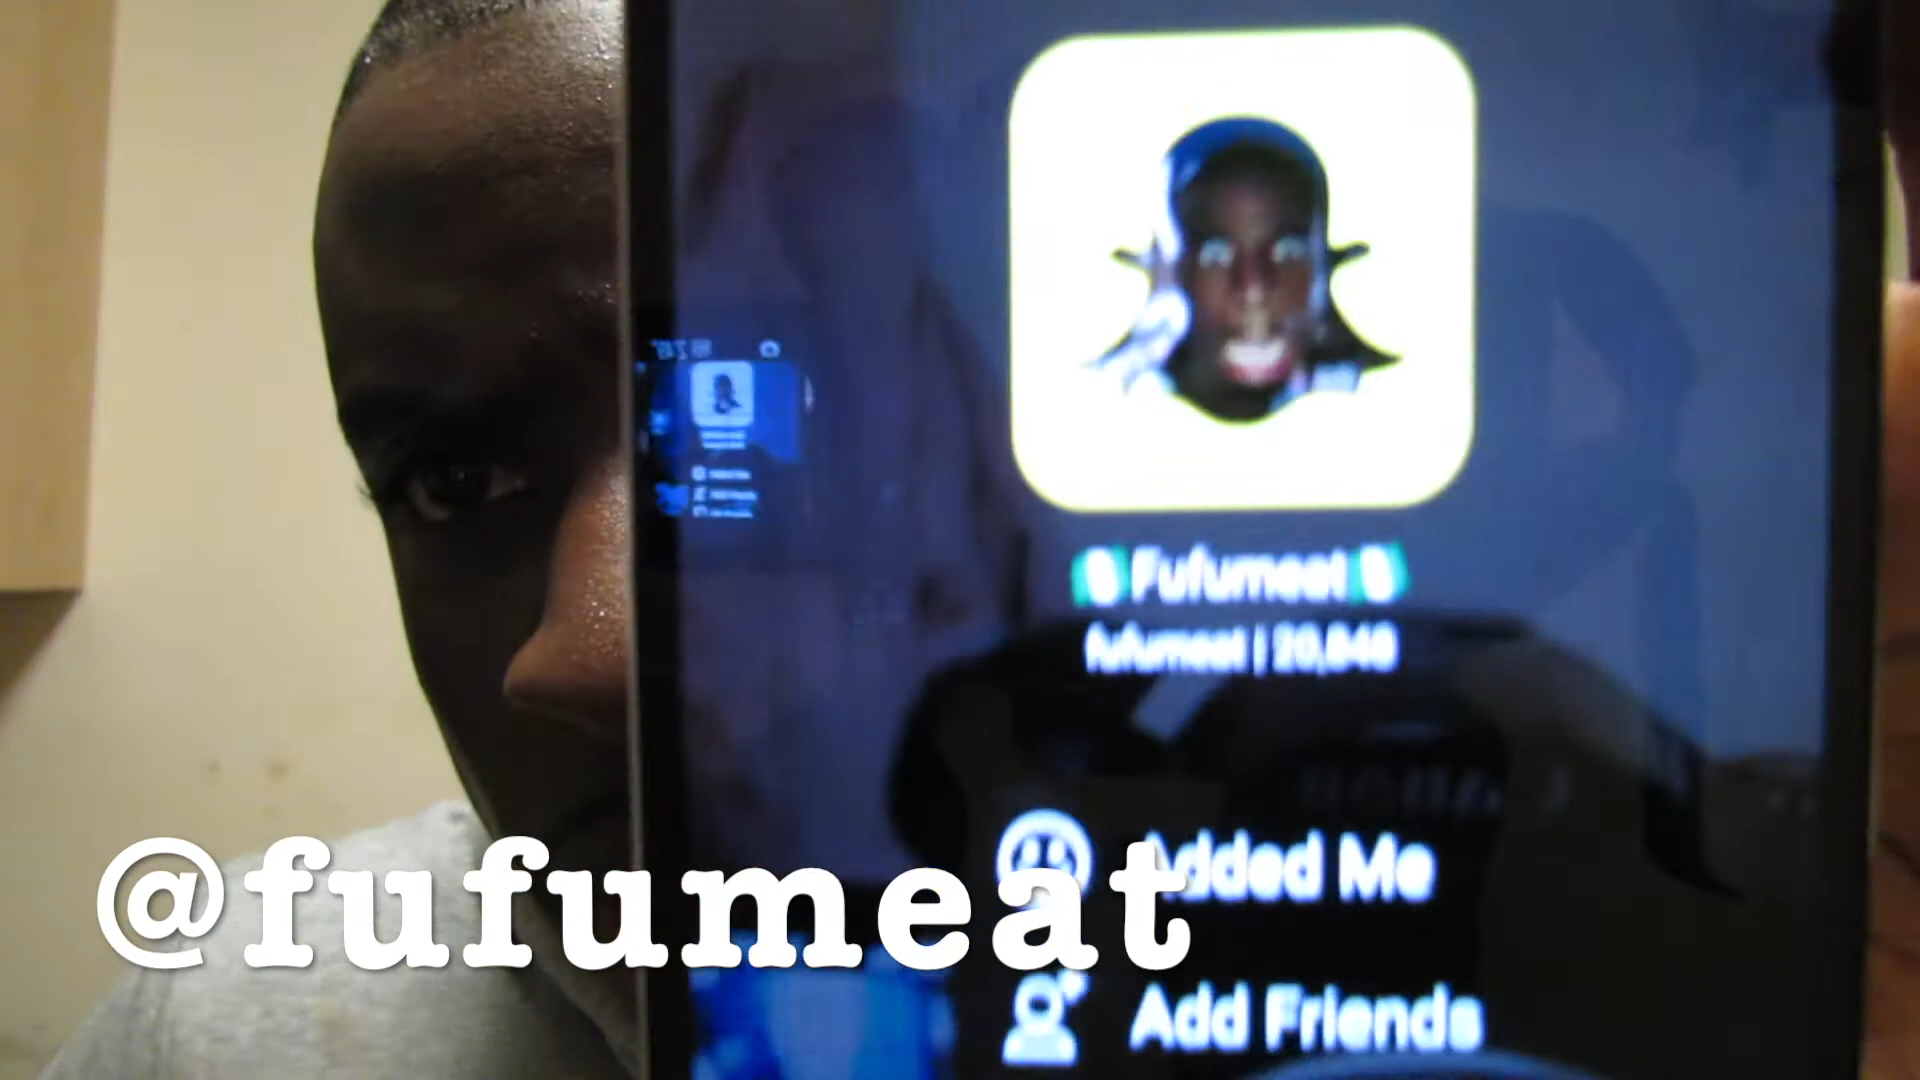 Fufumeat
fufumeat | 20,848
Added Me
Add Friends
@fufumeat